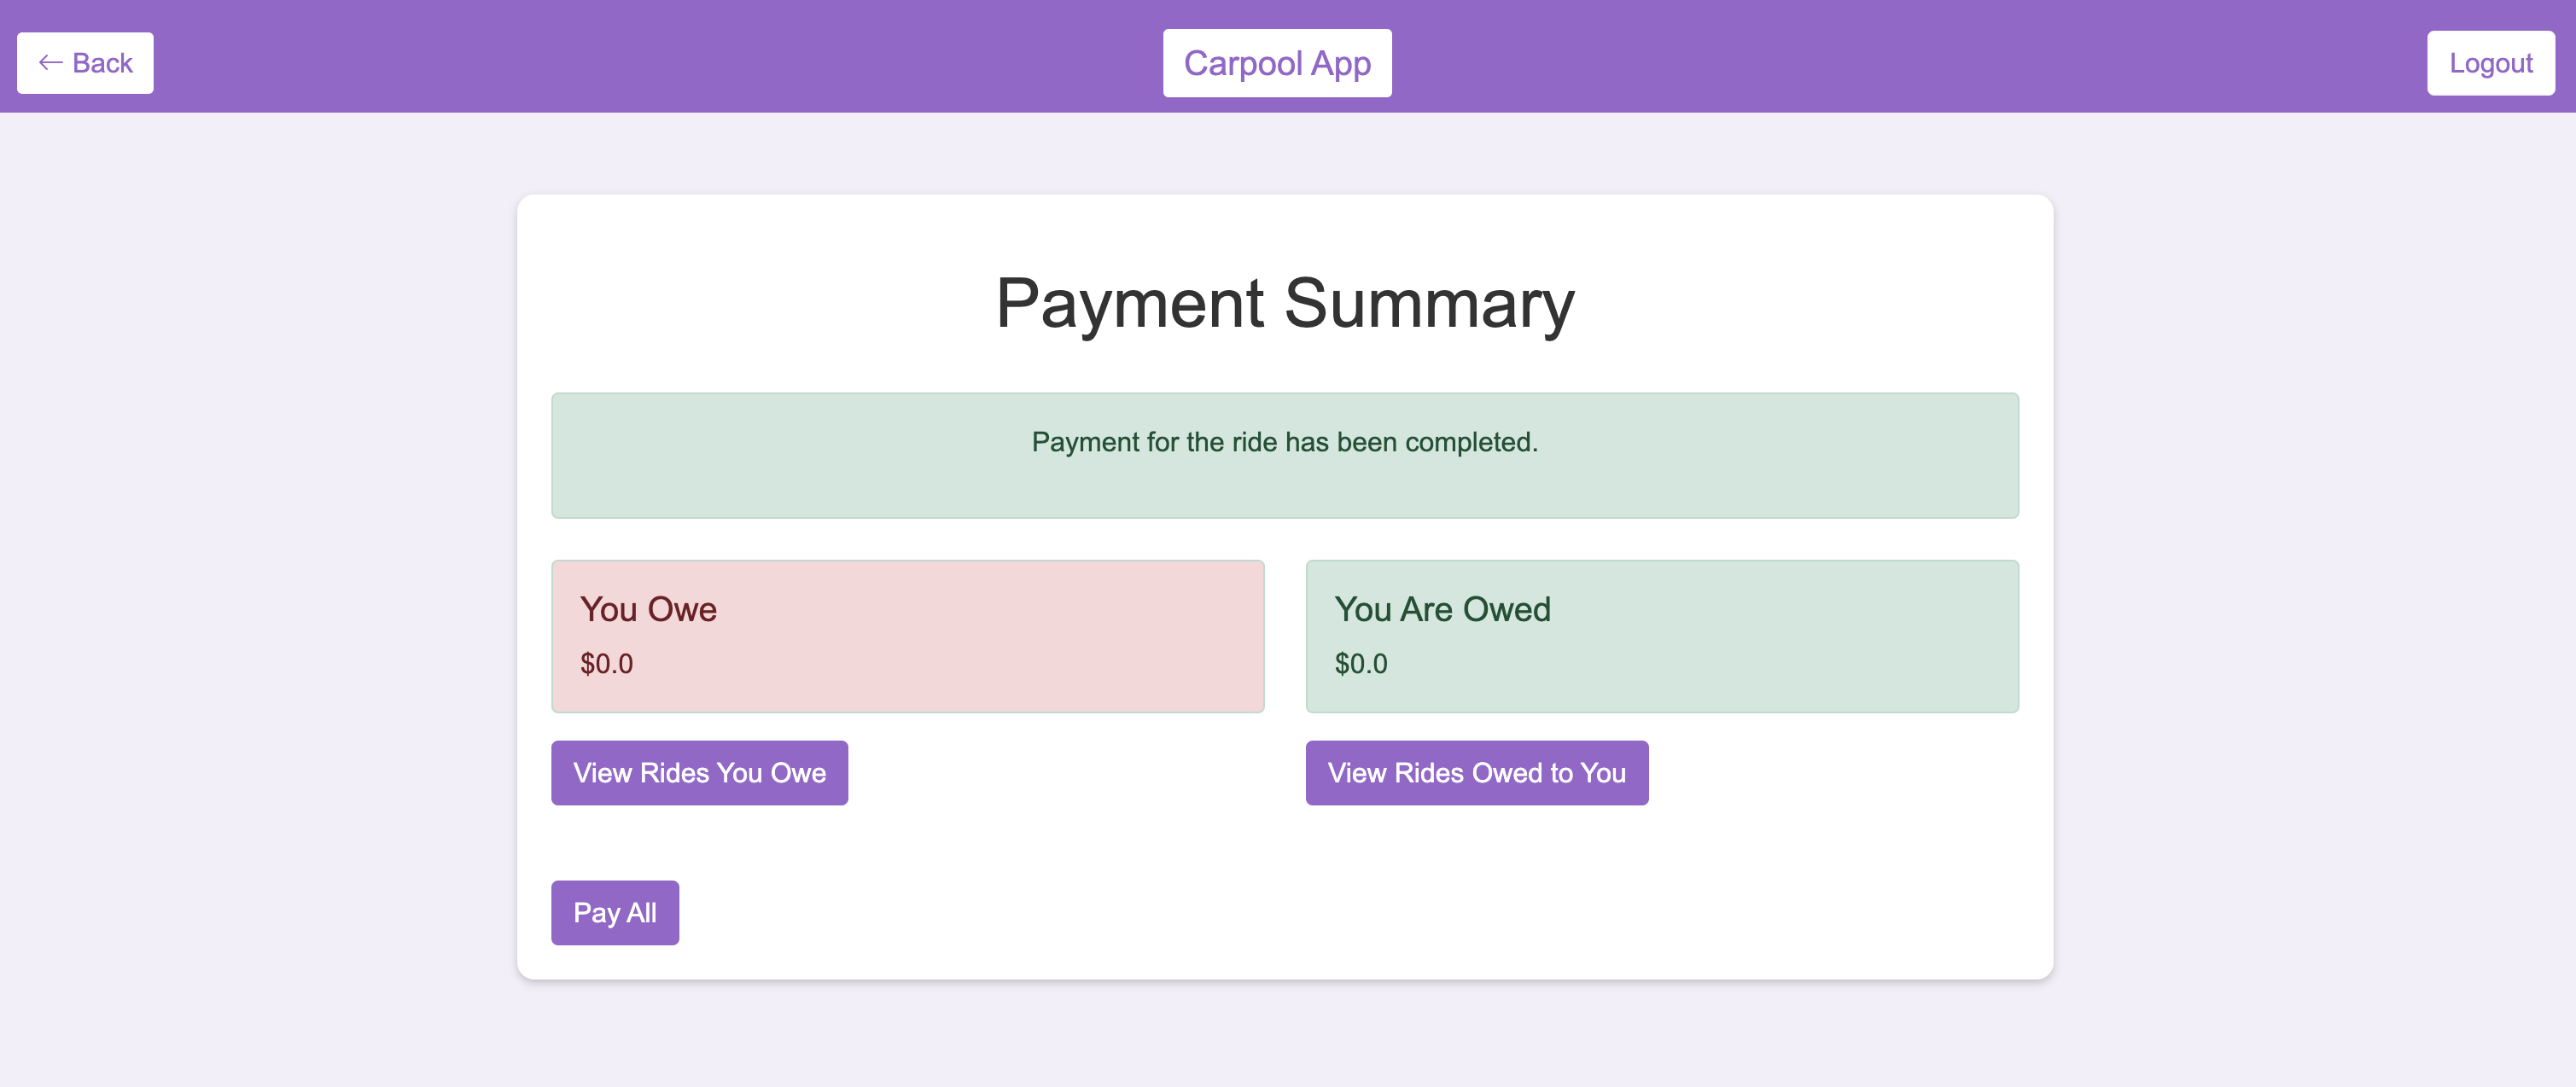 ← Back
Carpool App
Logout
Payment Summary
Payment for the ride has been completed.
You Owe
$0.0
You Are Owed
$0.0
View Rides You Owe
View Rides Owed to You
Pay All